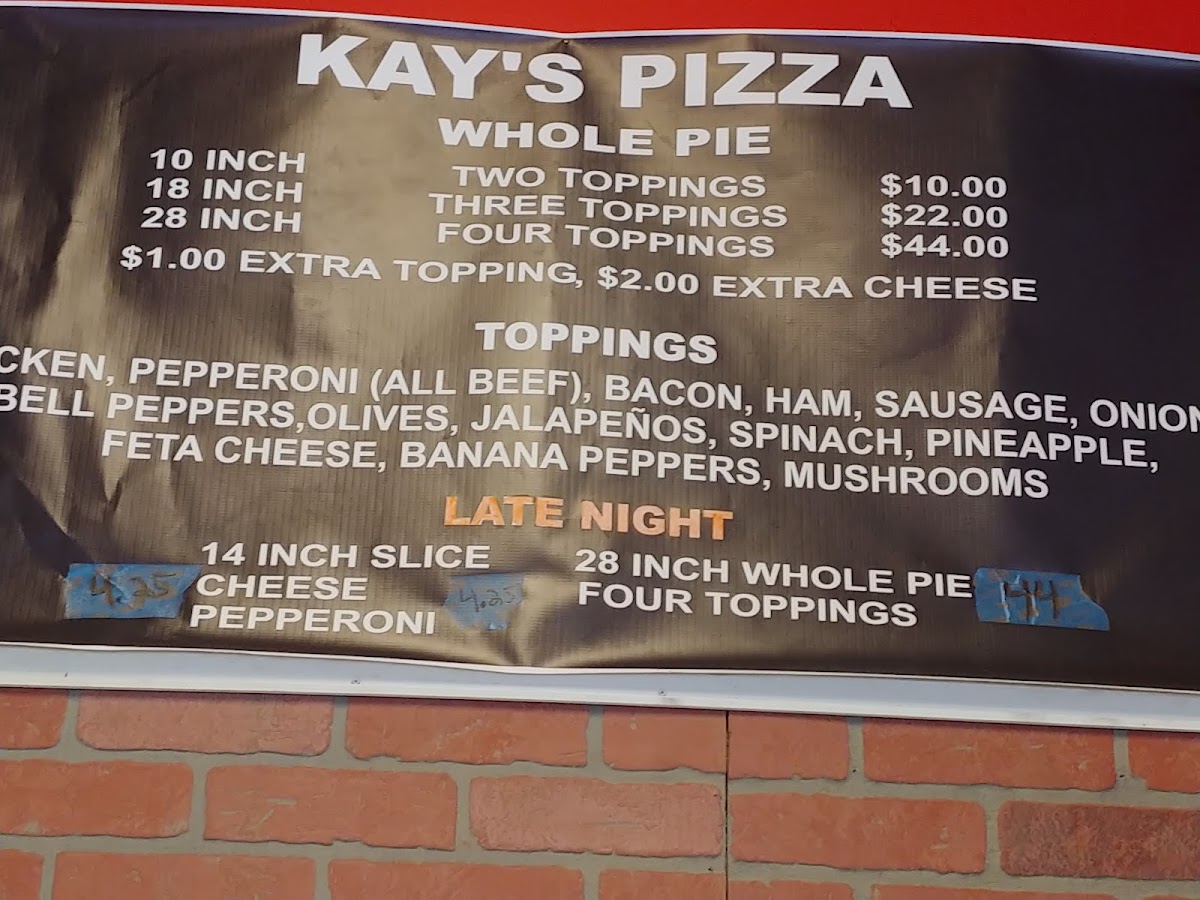 KAY'S PIZZA
WHOLE PIE
10 INCH TWO TOPPINGS $10.00
18 INCH THREE TOPPINGS $22.00
28 INCH FOUR TOPPINGS $44.00
$1.00 EXTRA TOPPING, $2.00 EXTRA CHEESE
TOPPINGS
CKEN, PEPPERONI (ALL BEEF), BACON, HAM, SAUSAGE, ONION
BELL PEPPERS,OLIVES, JALAPEÑOS, SPINACH, PINEAPPLE,
FETA CHEESE, BANANA PEPPERS, MUSHROOMS
LATE NIGHT
14 INCH SLICE
4.25 CHEESE 4.25
PEPPERONI
28 INCH WHOLE PIE 44
FOUR TOPPINGS